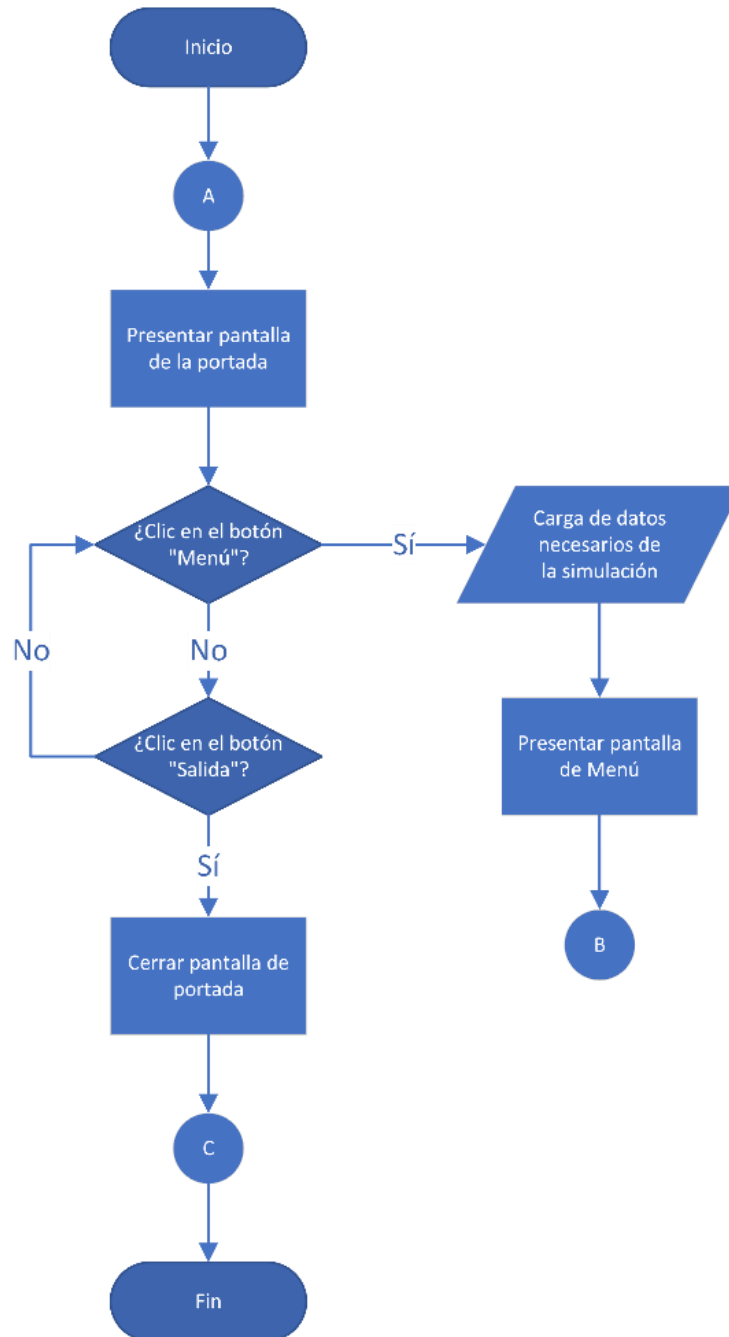 Inicio
A
Presentar pantalla
de la portada
¿Clic en el botón
"Menú"?
Sí
Carga de datos
necesarios de
la simulación
No
No
¿Clic en el botón
"Salida"?
Presentar pantalla
de Menú
Sí
Cerrar pantalla de
portada
B
C
Fin